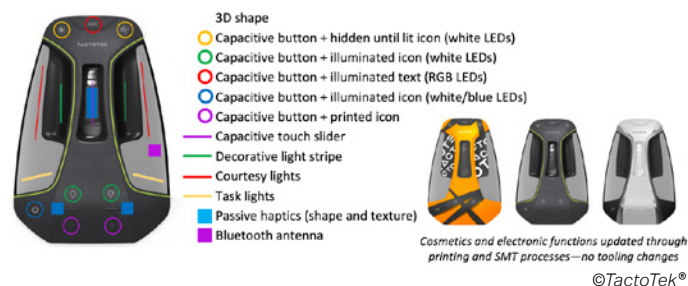 3D shape
Capacitive button + hidden until lit icon (white LEDs)
Capacitive button + illuminated icon (white LEDs)
Capacitive button + illuminated text (RGB LEDs)
Capacitive button + illuminated icon (white/blue LEDs)
Capacitive button + printed icon
Capacitive touch slider
Decorative light stripe
Courtesy lights
Task lights
Passive haptics (shape and texture)
Bluetooth antenna
TACTOTEK
Cosmetics and electronic functions updated through
printing and SMT processes—no tooling changes
©TactoTek®